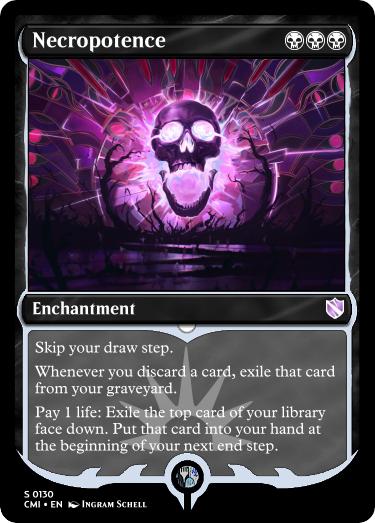 Necropotence
Enchantment
Skip your draw step.
Whenever you discard a card, exile that card
from your graveyard.
Pay 1 life: Exile the top card of your library
face down. Put that card into your hand at
the beginning of your next end step.
S 0130
CMI • EN Ingram Schell